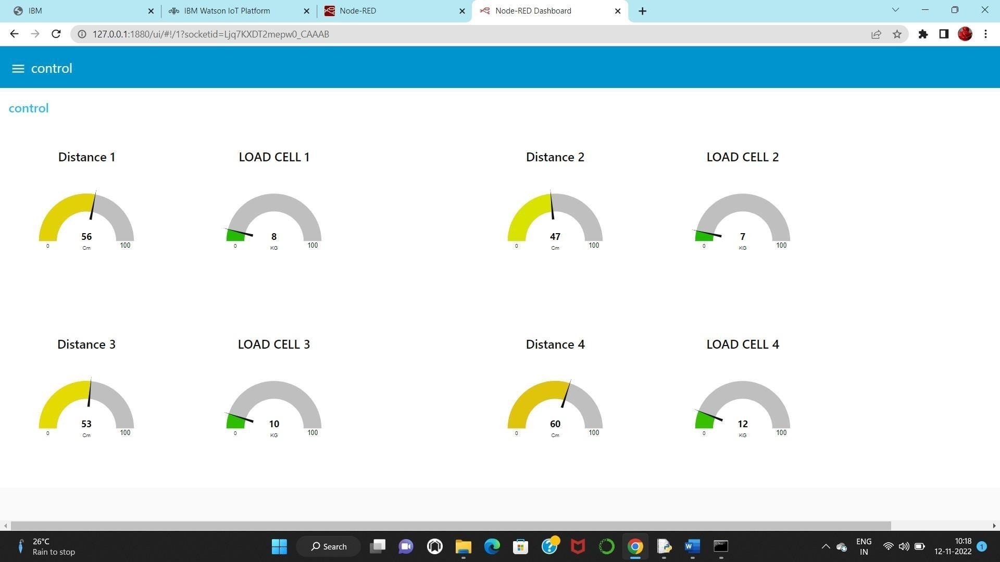 IBM
IBM Watson IoT Platform
Node-RED
Node-RED Dashboard
127.0.0.1:1880/ui/#!/1?socketid=Ljq7KXDT2mepw0_CAAAB
control
control
Distance 1
LOAD CELL 1
Distance 2
LOAD CELL 2
56
8
47
7
0
100
0
100
0
100
0
100
Cm
KG
Cm
KG
Distance 3
LOAD CELL 3
Distance 4
LOAD CELL 4
53
10
60
12
0
100
0
100
0
100
0
100
Cm
KG
Cm
KG
26°C
Rain to stop
Search
ENG
IN
10:18
12-11-2022
1